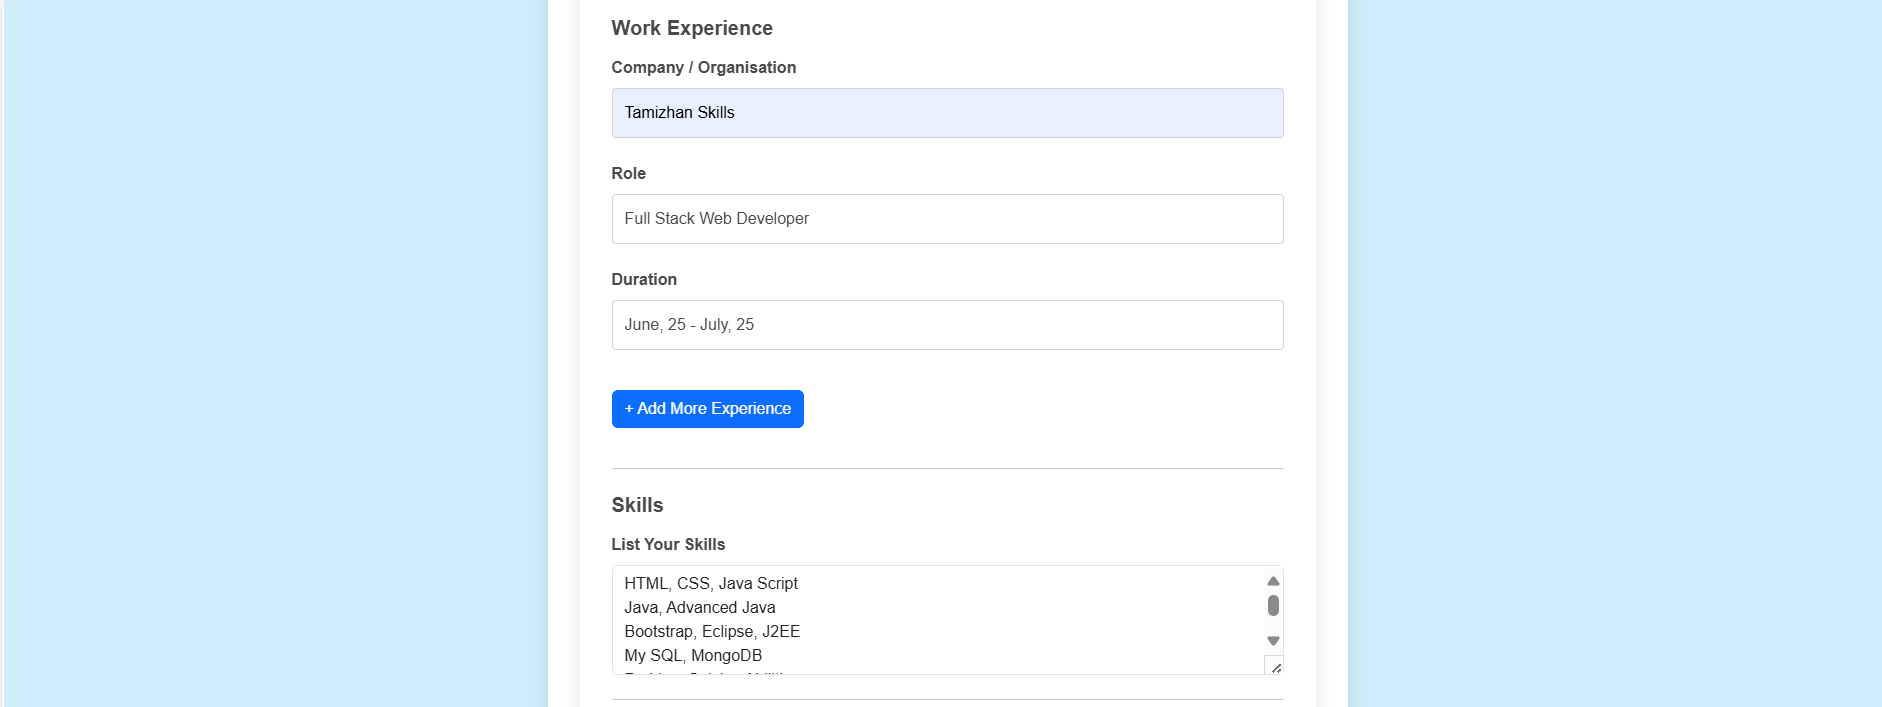 Work Experience
Company / Organisation
Tamizhan Skills
Role
Full Stack Web Developer
Duration
June, 25 - July, 25
+ Add More Experience
Skills
List Your Skills
HTML, CSS, Java Script
Java, Advanced Java
Bootstrap, Eclipse, J2EE
My SQL, MongoDB